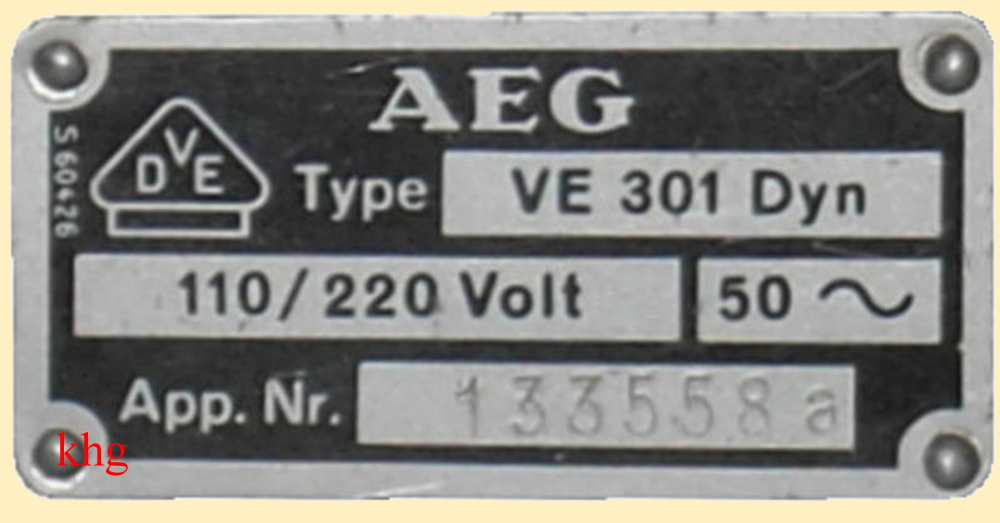 AEG
S 60426
DVE
Type VE 301 Dyn
110/220 Volt 50 ~
App. Nr. 133558 a
khg